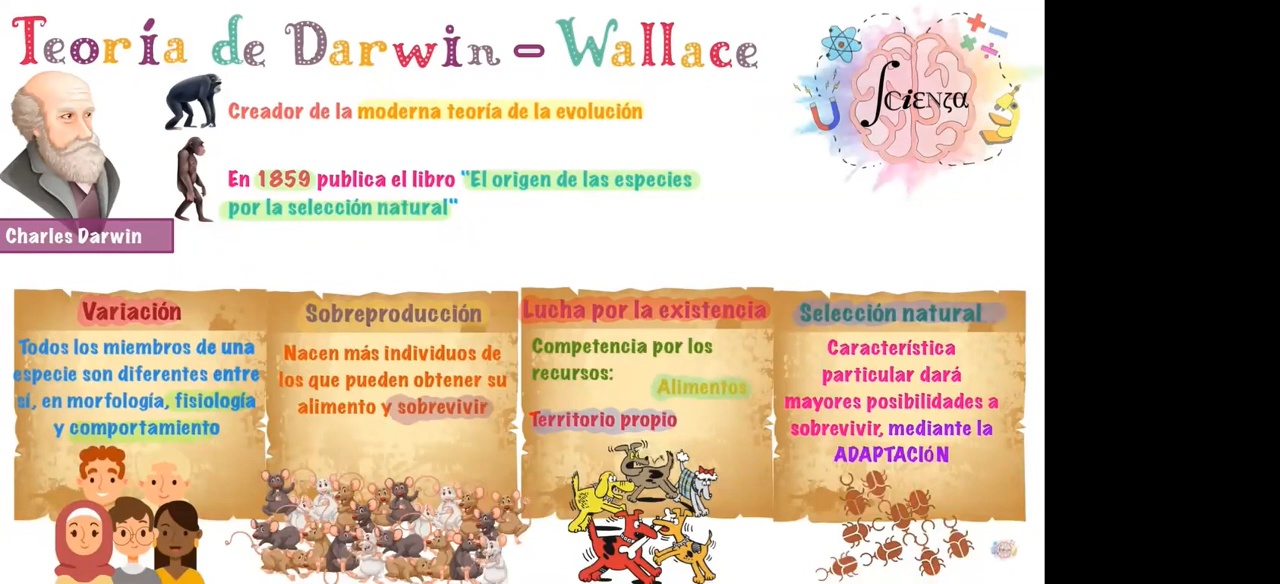 Teoría de Darwin - Wallace
SciENza
Creador de la moderna teoría de la evolución
En 1859 publica el libro "El origen de las especies
por la selección natural"
Charles Darwin
Variación
Todos los miembros de una
especie son diferentes entre
sí, en morfología, fisiología
y comportamiento
Sobreproducción
Nacen más individuos de
los que pueden obtener su
alimento y sobrevivir
Lucha por la existencia
Competencia por los
recursos:
Alimentos
Territorio propio
Selección natural
Característica
particular dará
mayores posibilidades a
sobrevivir, mediante la
ADAPTACIÓN